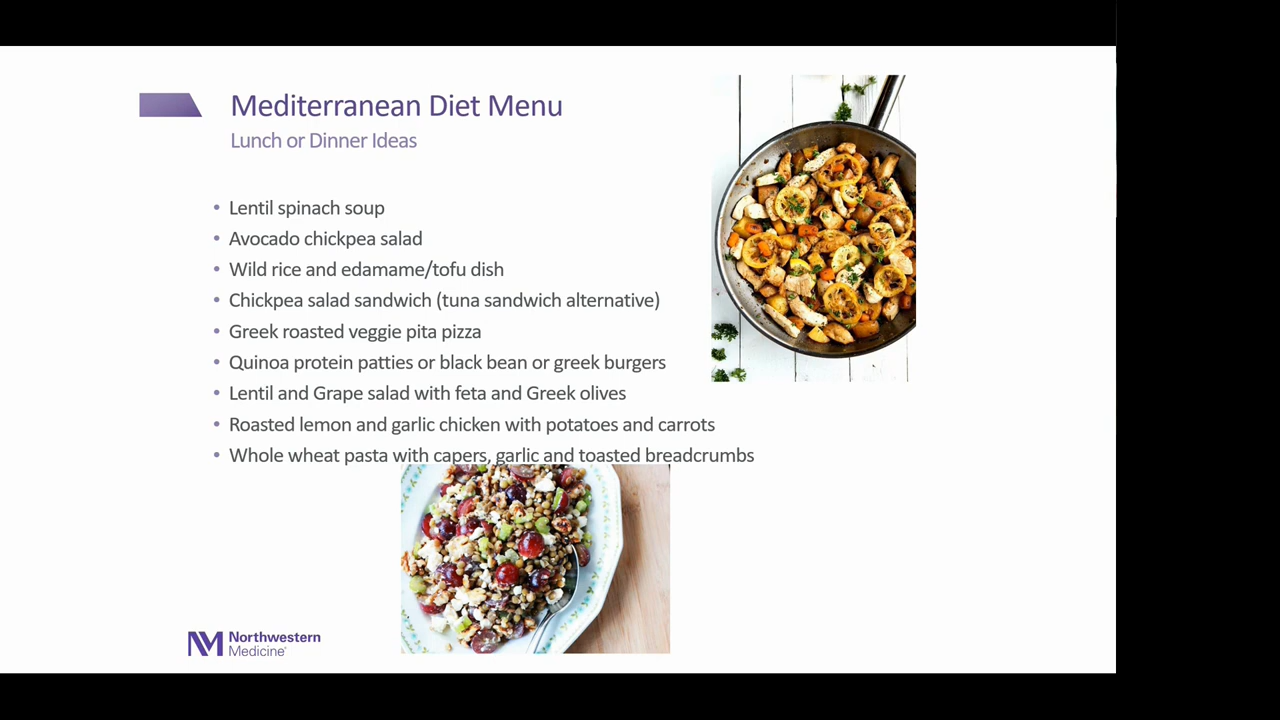 Mediterranean Diet Menu
Lunch or Dinner Ideas
• Lentil spinach soup
• Avocado chickpea salad
• Wild rice and edamame/tofu dish
• Chickpea salad sandwich (tuna sandwich alternative)
• Greek roasted veggie pita pizza
• Quinoa protein patties or black bean or greek burgers
• Lentil and Grape salad with feta and Greek olives
• Roasted lemon and garlic chicken with potatoes and carrots
• Whole wheat pasta with capers, garlic and toasted breadcrumbs
NM Northwestern
Medicine®